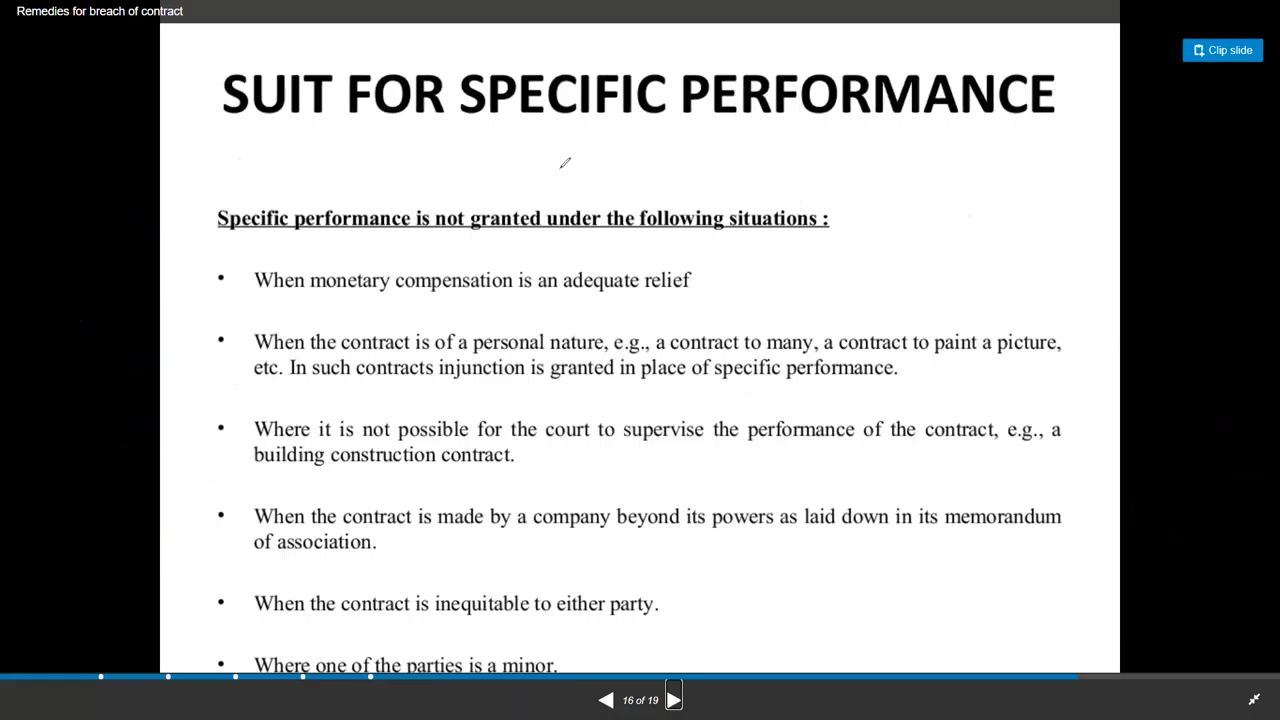 Remedies for breach of contract
Clip slide
SUIT FOR SPECIFIC PERFORMANCE
Specific performance is not granted under the following situations :
• When monetary compensation is an adequate relief
• When the contract is of a personal nature, e.g., a contract to many, a contract to paint a picture,
etc. In such contracts injunction is granted in place of specific performance.
• Where it is not possible for the court to supervise the performance of the contract, e.g., a
building construction contract.
• When the contract is made by a company beyond its powers as laid down in its memorandum
of association.
• When the contract is inequitable to either party.
• Where one of the parties is a minor.
16 of 19